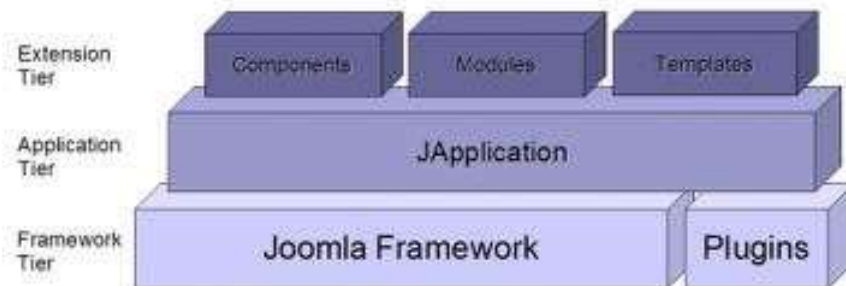 Extension
Tier
Components
Modules
Templates
Application
Tier
JApplication
Framework
Tier
Joomla Framework
Plugins